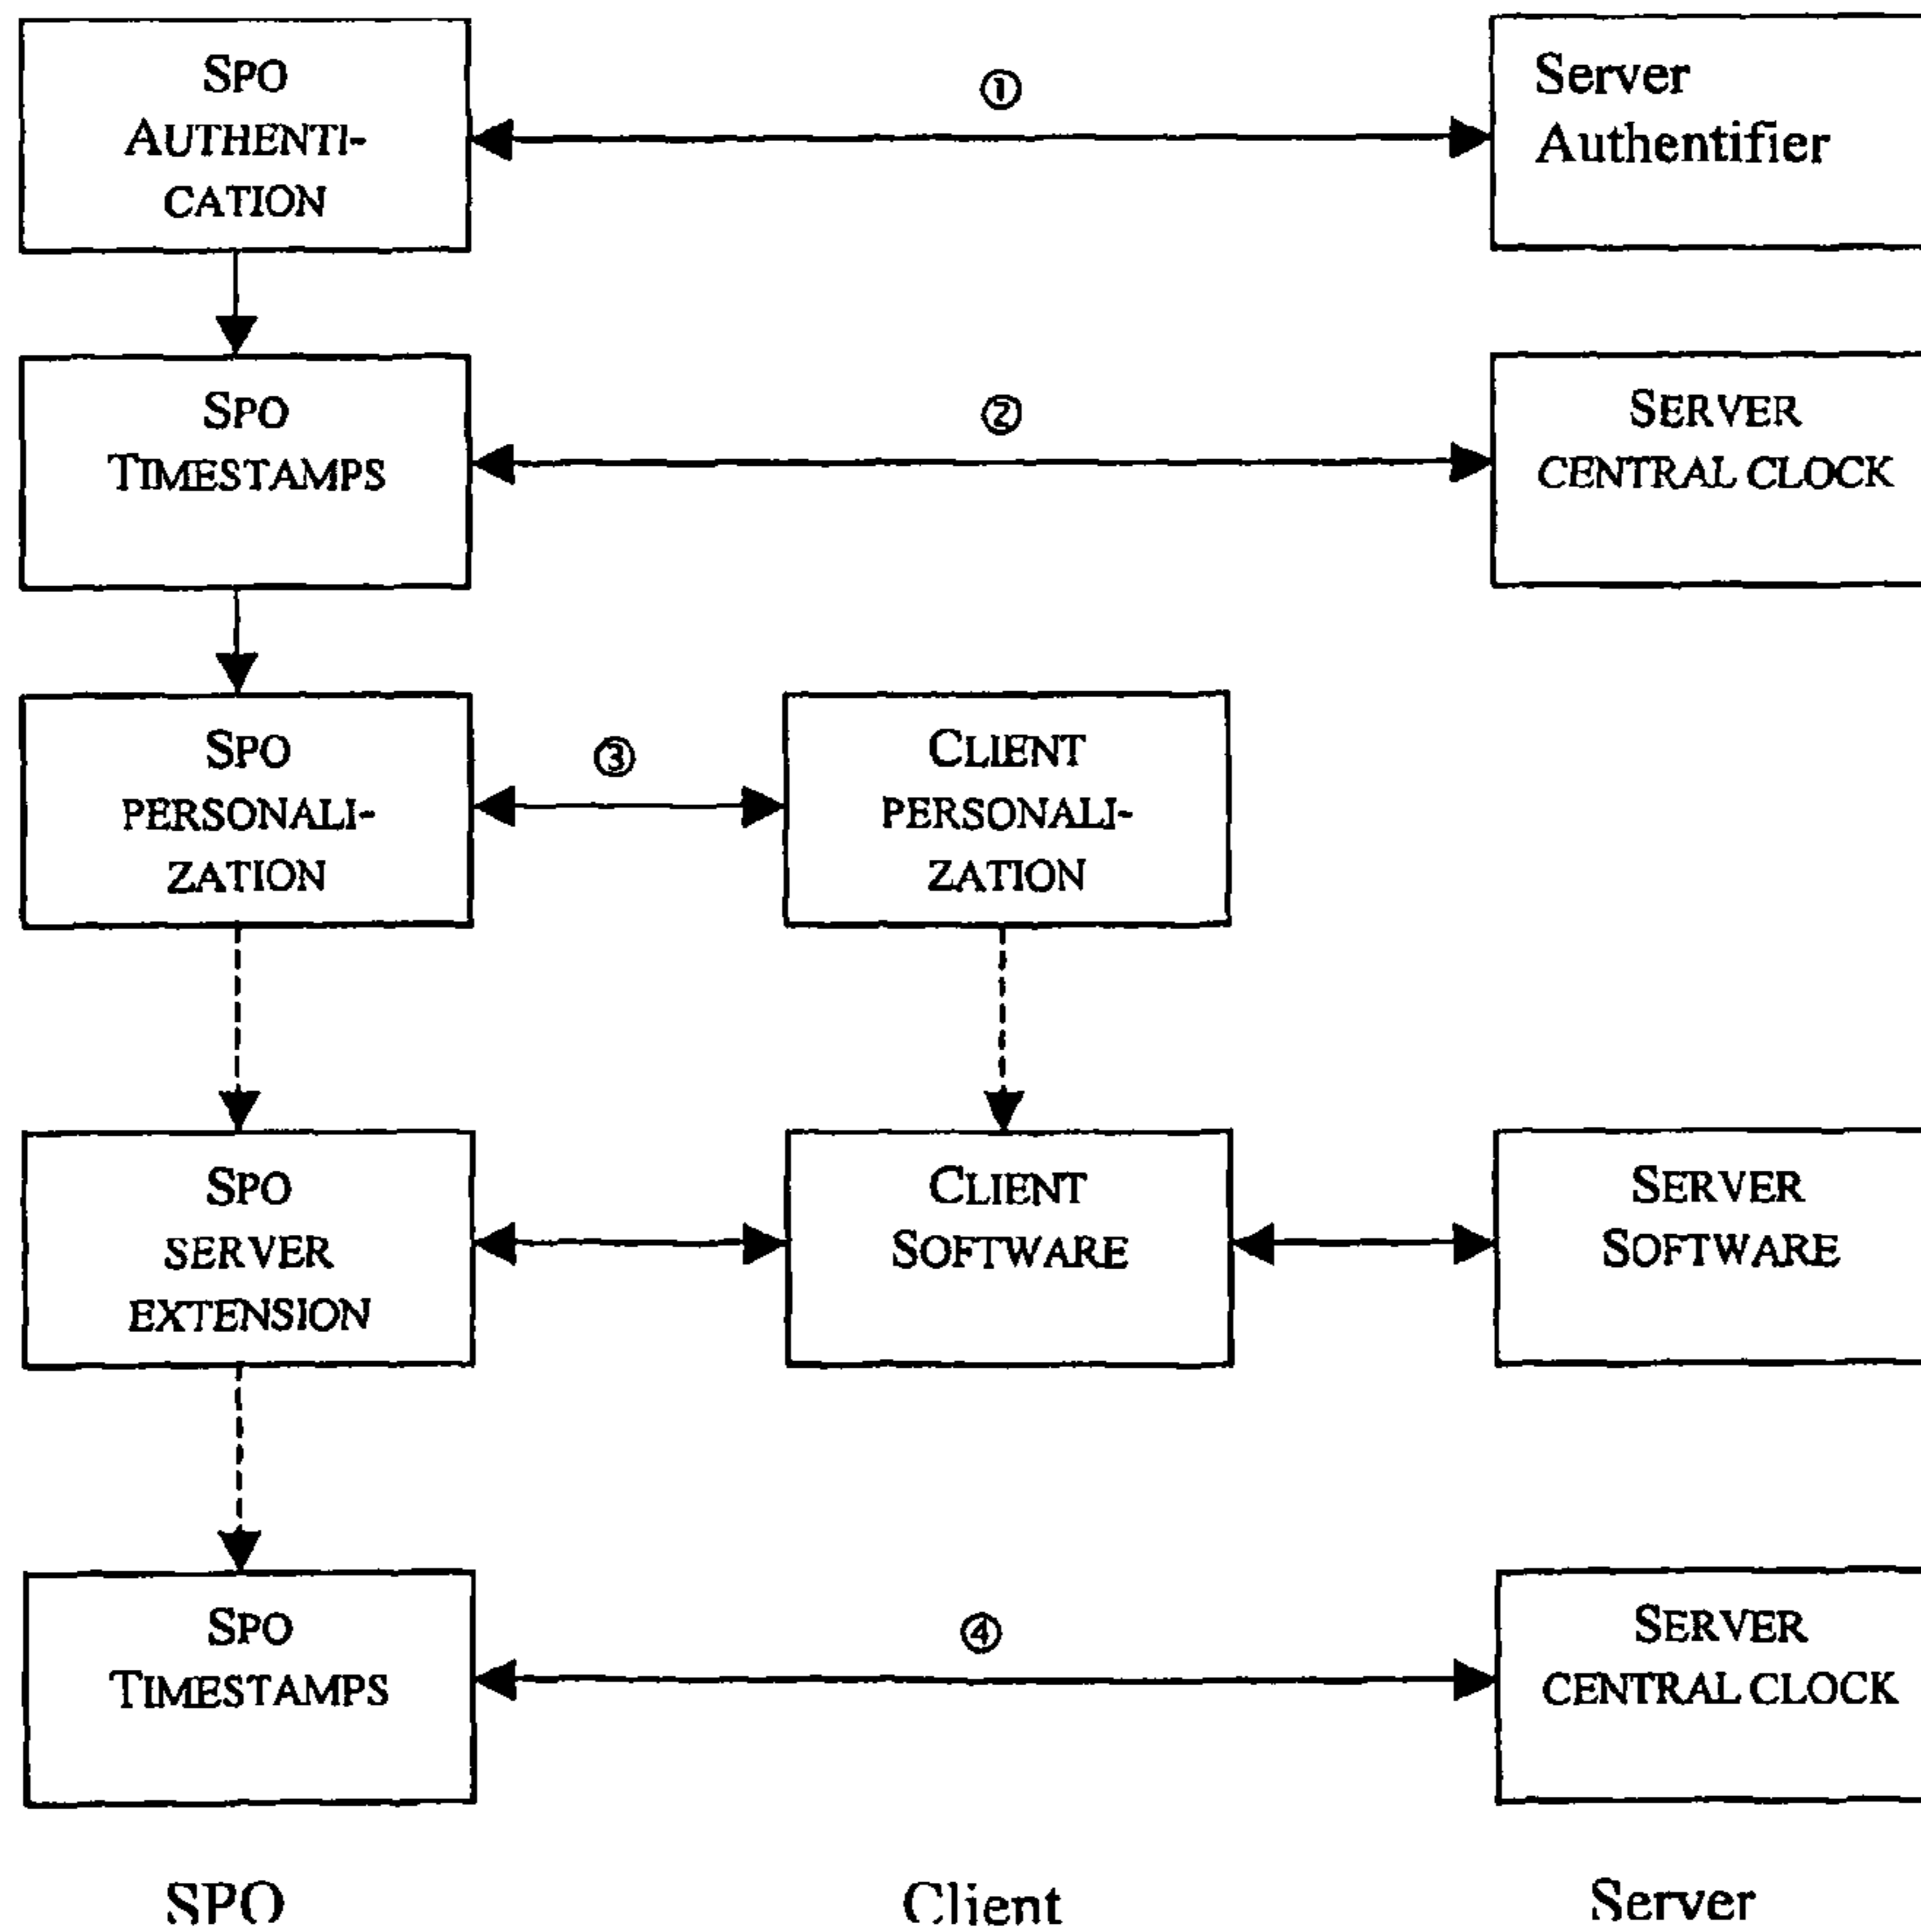 SPO
AUTHENTI-
CATION
①
Server
Authentifier
SPO
TIMESTAMPS
②
SERVER
CENTRAL CLOCK
SPO
PERSONALI-
ZATION
③
CLIENT
PERSONALI-
ZATION
SPO
SERVER
EXTENSION
CLIENT
SOFTWARE
SERVER
SOFTWARE
SPO
TIMESTAMPS
④
SERVER
CENTRAL CLOCK
SPO
Client
Server